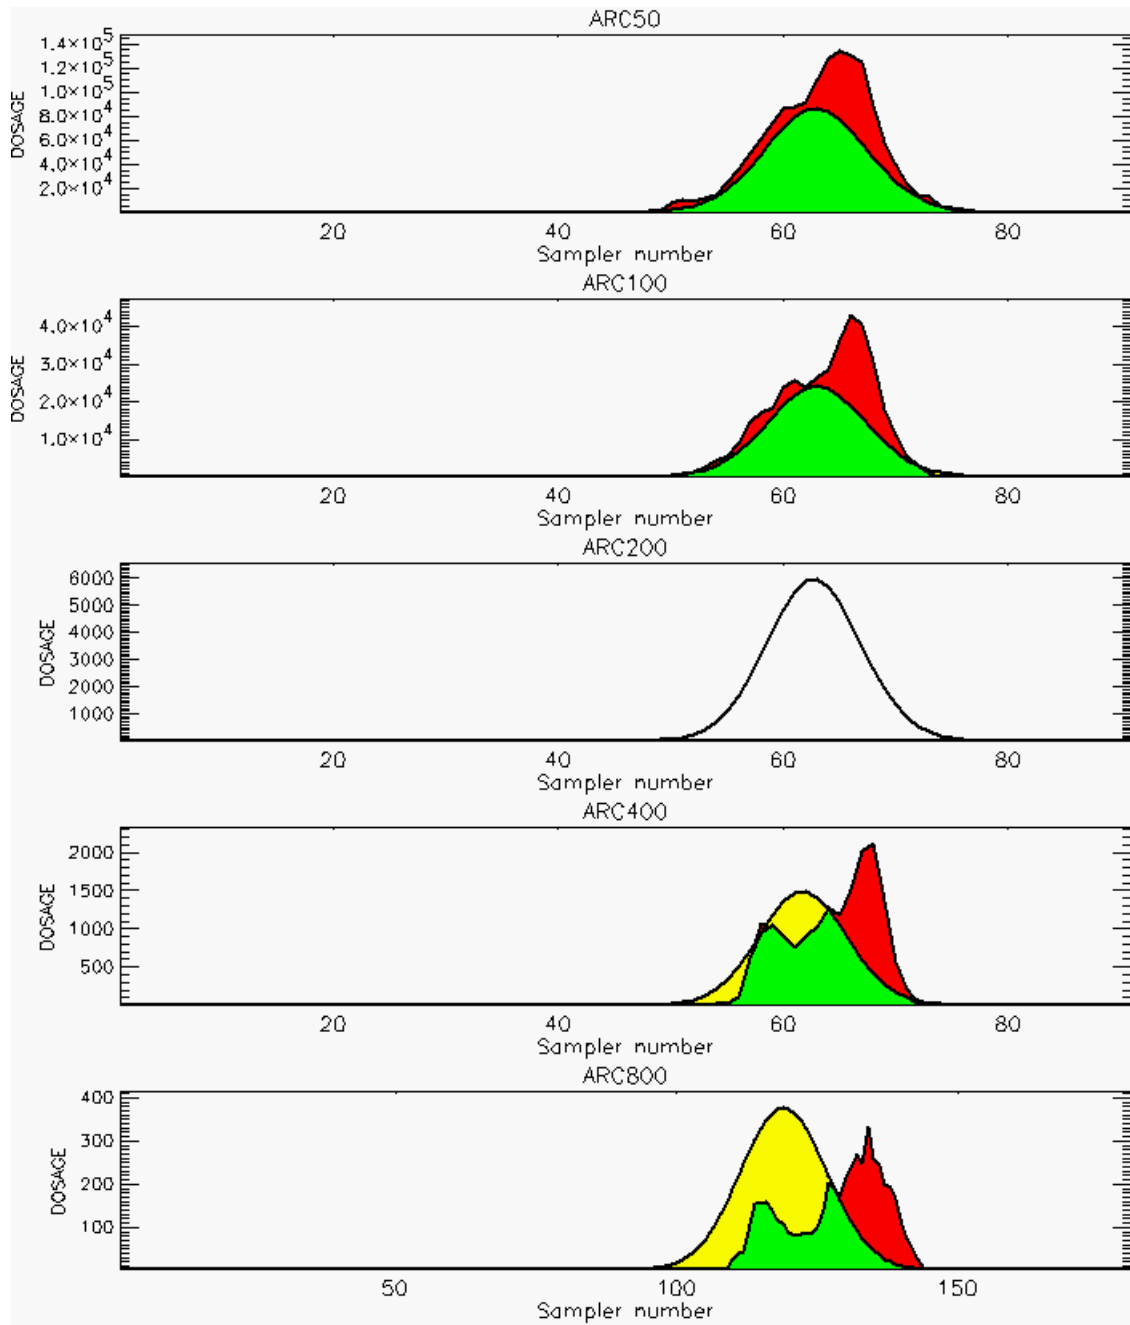 ARC50
1.4×10^5
1.2×10^5
1.0×10^5
8.0×10^4
6.0×10^4
4.0×10^4
2.0×10^4
DOSAGE
20 40 60 80
Sampler number
ARC100
4.0×10^4
3.0×10^4
2.0×10^4
1.0×10^4
DOSAGE
20 40 60 80
Sampler number
ARC200
6000
5000
4000
3000
2000
1000
DOSAGE
20 40 60 80
Sampler number
ARC400
2000
1500
1000
500
DOSAGE
20 40 60 80
Sampler number
ARC800
400
300
200
100
DOSAGE
50 100 150
Sampler number